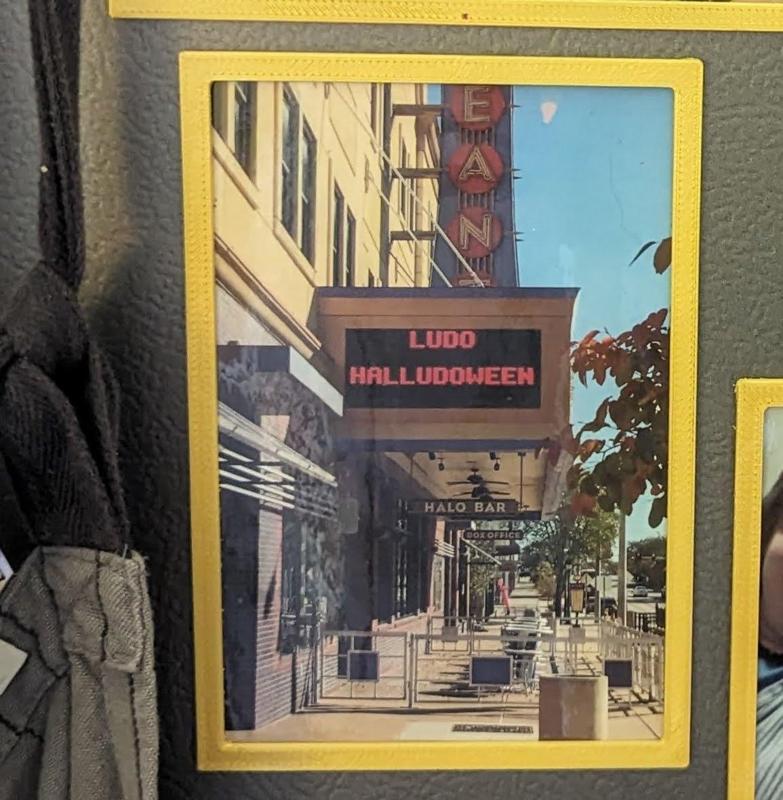 EAN
LUDO
HALLUDOWEEN
HALO BAR
BOX OFFICE